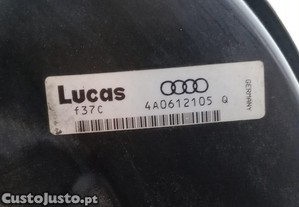 Lucas
f37C
4A0612105 Q
GERMANY
CustoJusto.pt